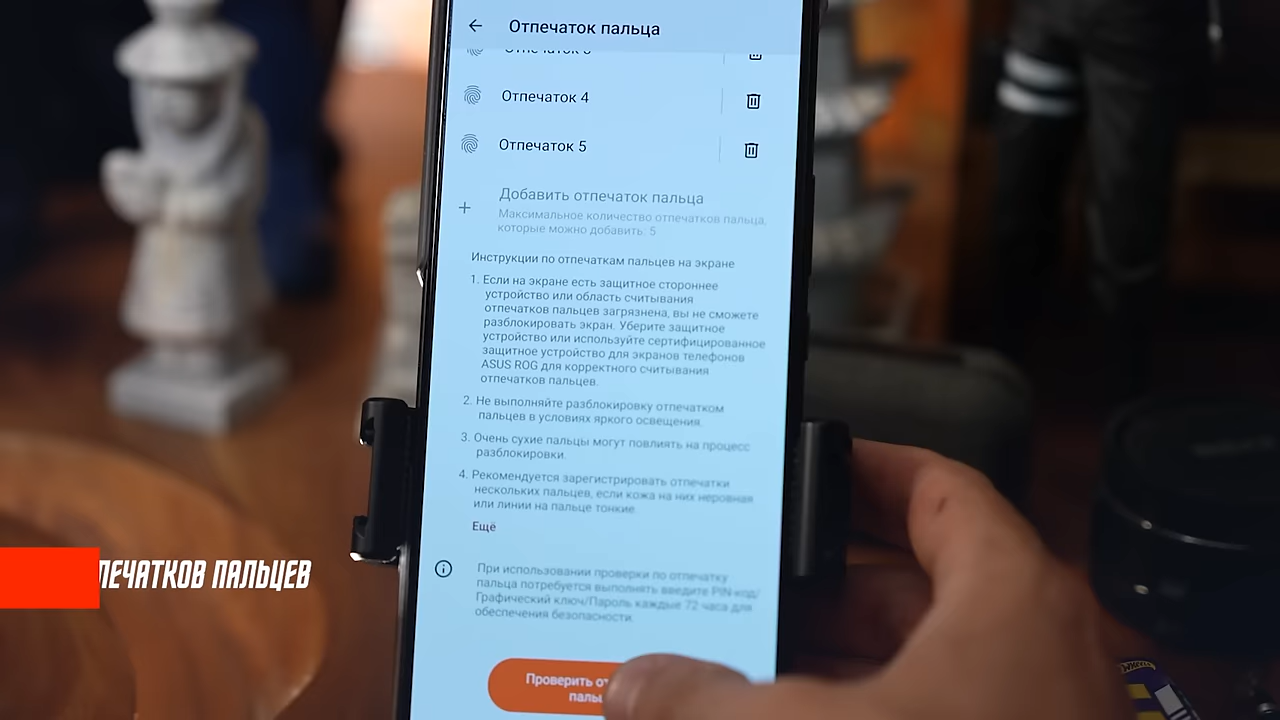 Отпечаток пальца
Отпечаток 4
Отпечаток 5
Добавить отпечаток пальца
Максимальное количество отпечатков пальца,
которые можно добавить: 5
Инструкции по отпечаткам пальцев на экране
1. Если на экране есть защитное стороннее
устройство или область считывания
отпечатков пальцев загрязнена, вы не сможете
разблокировать экран. Уберите защитное
устройство или используйте сертифицированное
защитное устройство для экранов телефонов
ASUS ROG для корректного считывания
отпечатков пальцев.
2. Не выполняйте разблокировку отпечатком
пальцев в условиях яркого освещения.
3. Очень сухие пальцы могут повлиять на процесс
разблокировки.
4. Рекомендуется зарегистрировать отпечатки
нескольких пальцев, если кожа на них неровная
или линии на пальце тонкие.
Ещё
При использовании проверки по отпечатку
пальца потребуется выполнять введите PIN-код/
Графический ключ/Пароль каждые 72 часа для
обеспечения безопасности.
Проверить
ПЕЧАТКОВ ПАЛЬЦЕВ